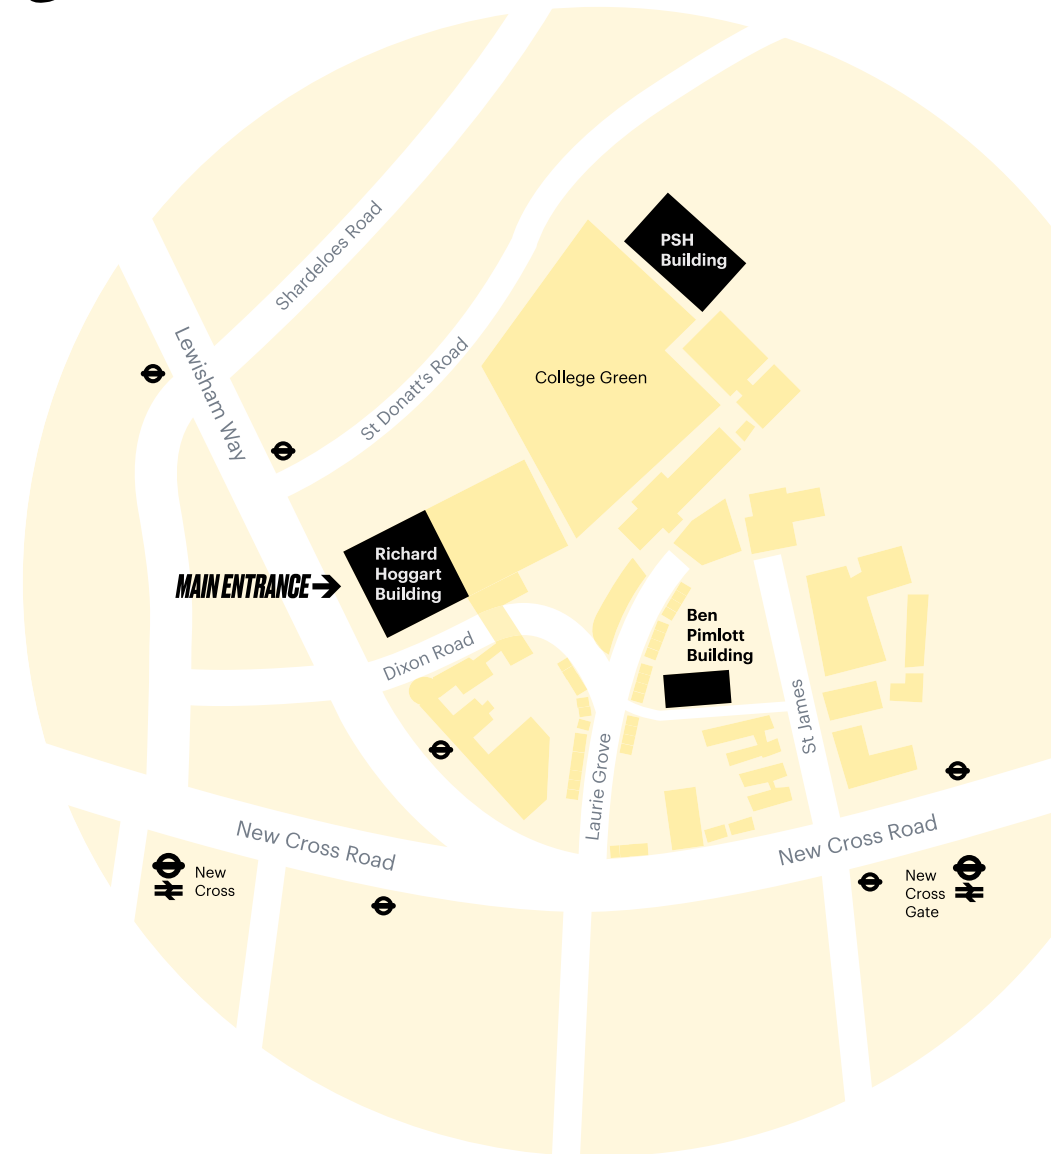 PSH
Building
Shardeloes Road
Lewisham Way
St Donatt's Road
College Green
Richard
Hoggart
Building
MAIN ENTRANCE
Dixon Road
Ben
Pimlott
Building
St James
Laurie Grove
New Cross Road
New Cross Road
New
Cross
New
Cross
Gate